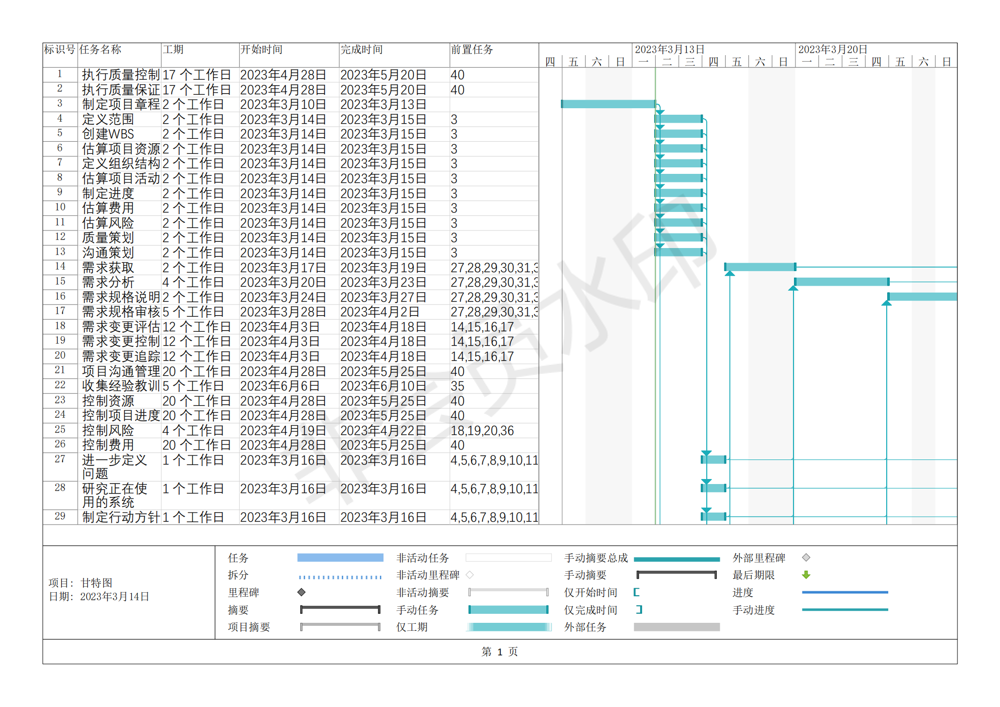 标识号 任务名称 工期 开始时间 完成时间 前置任务 2023年3月13日 2023年3月20日
四 五 六 日 一 二 三 四 五 六 日 一 二 三 四 五 六 日
1 执行质量控制 17 个工作日 2023年4月28日 2023年5月20日 40
2 执行质量保证 17 个工作日 2023年4月28日 2023年5月20日 40
3 制定项目章程 2 个工作日 2023年3月10日 2023年3月13日
4 定义范围 2 个工作日 2023年3月14日 2023年3月15日 3
5 创建WBS 2 个工作日 2023年3月14日 2023年3月15日 3
6 估算项目资源 2 个工作日 2023年3月14日 2023年3月15日 3
7 定义组织结构 2 个工作日 2023年3月14日 2023年3月15日 3
8 估算项目活动 2 个工作日 2023年3月14日 2023年3月15日 3
9 制定进度 2 个工作日 2023年3月14日 2023年3月15日 3
10 估算费用 2 个工作日 2023年3月14日 2023年3月15日 3
11 估算风险 2 个工作日 2023年3月14日 2023年3月15日 3
12 质量策划 2 个工作日 2023年3月14日 2023年3月15日 3
13 沟通策划 2 个工作日 2023年3月14日 2023年3月15日 3
14 需求获取 2 个工作日 2023年3月17日 2023年3月19日 27,28,29,30,31,3
15 需求分析 4 个工作日 2023年3月20日 2023年3月23日 27,28,29,30,31,3
16 需求规格说明 2 个工作日 2023年3月24日 2023年3月27日 27,28,29,30,31,3
17 需求规格审核 5 个工作日 2023年3月28日 2023年4月2日 27,28,29,30,31,3
18 需求变更评估 12 个工作日 2023年4月3日 2023年4月18日 14,15,16,17
19 需求变更控制 12 个工作日 2023年4月3日 2023年4月18日 14,15,16,17
20 需求变更追踪 12 个工作日 2023年4月3日 2023年4月18日 14,15,16,17
21 项目沟通管理 20 个工作日 2023年4月28日 2023年5月25日 40
22 收集经验教训 5 个工作日 2023年6月6日 2023年6月10日 35
23 控制资源 20 个工作日 2023年4月28日 2023年5月25日 40
24 控制项目进度 20 个工作日 2023年4月28日 2023年5月25日 40
25 控制风险 4 个工作日 2023年4月19日 2023年4月22日 18,19,20,36
26 控制费用 20 个工作日 2023年4月28日 2023年5月25日 40
27 进一步定义 1 个工作日 2023年3月16日 2023年3月16日 4,5,6,7,8,9,10,11
问题
28 研究正在使 1 个工作日 2023年3月16日 2023年3月16日 4,5,6,7,8,9,10,11
用的系统
29 制定行动方针 1 个工作日 2023年3月16日 2023年3月16日 4,5,6,7,8,9,10,11
非会员水印
项目：甘特图
日期：2023年3月14日
任务 非活动任务 手动摘要总成 外部里程碑
拆分 非活动里程碑 手动摘要 最后期限
里程碑 非活动摘要 仅开始时间 进度
摘要 手动任务 仅完成时间 手动进度
项目摘要 仅工期 外部任务
第 1 页